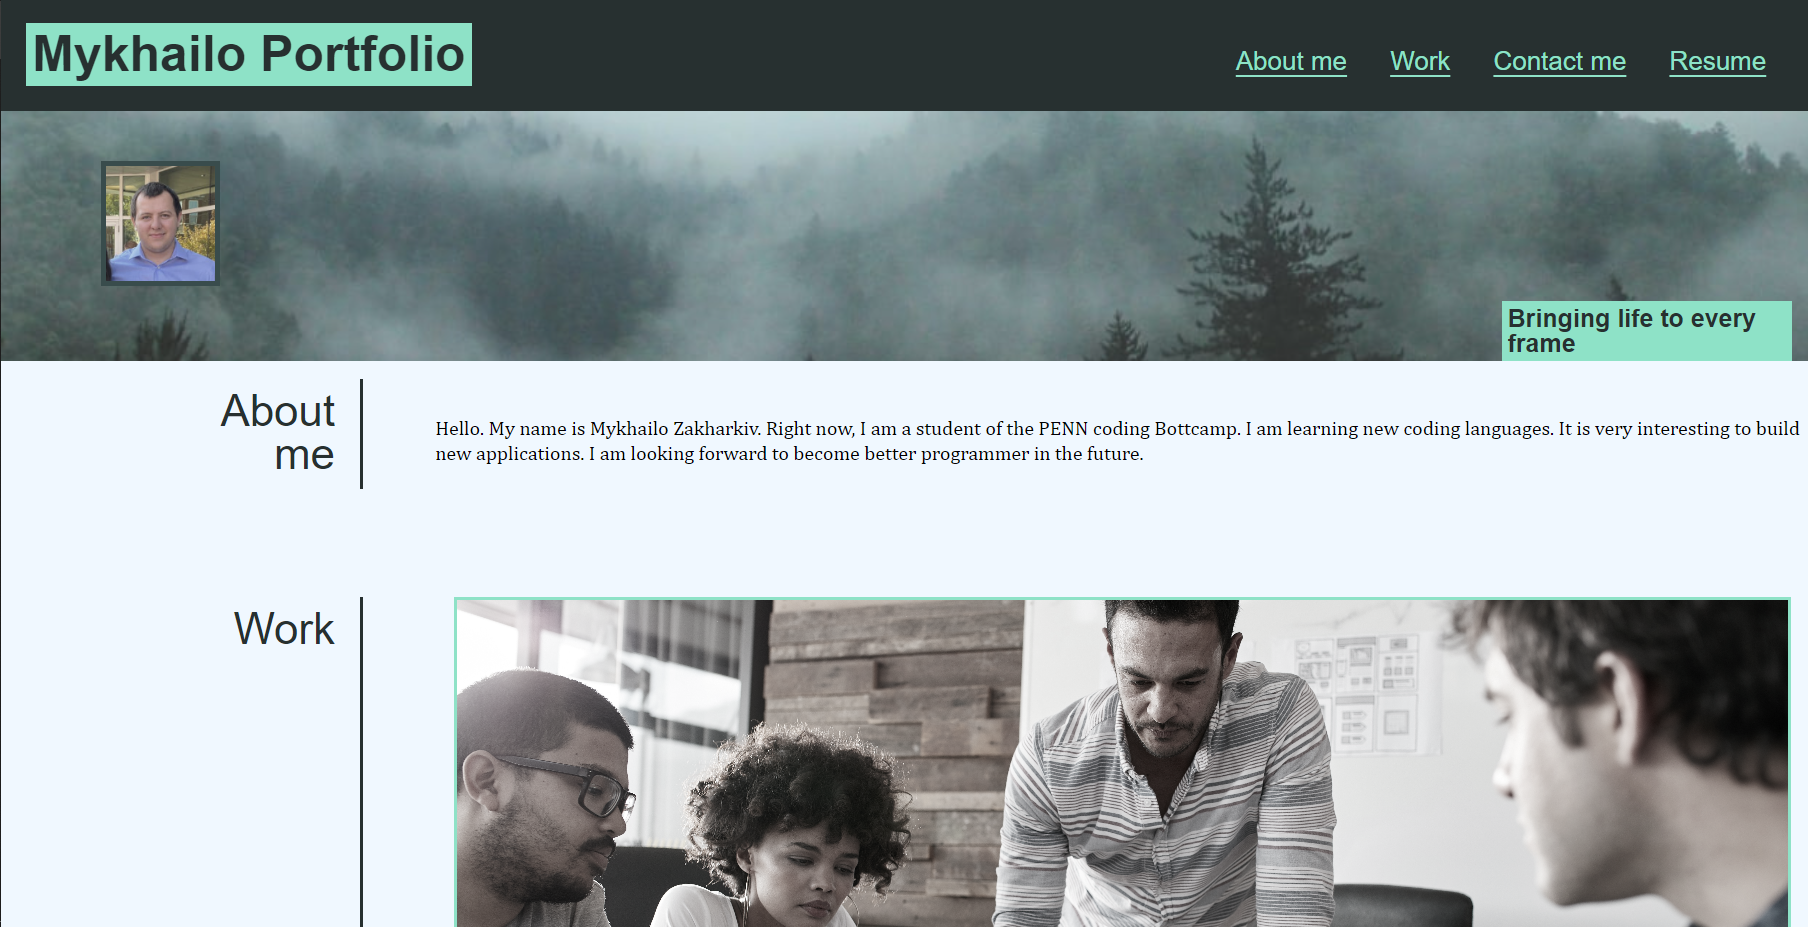 Mykhailo Portfolio
About me
Work
Contact me
Resume
Bringing life to every
frame
About
me
Hello. My name is Mykhailo Zakharkiv. Right now, I am a student of the PENN coding Bottcamp. I am learning new coding languages. It is very interesting to build
new applications. I am looking forward to become better programmer in the future.
Work